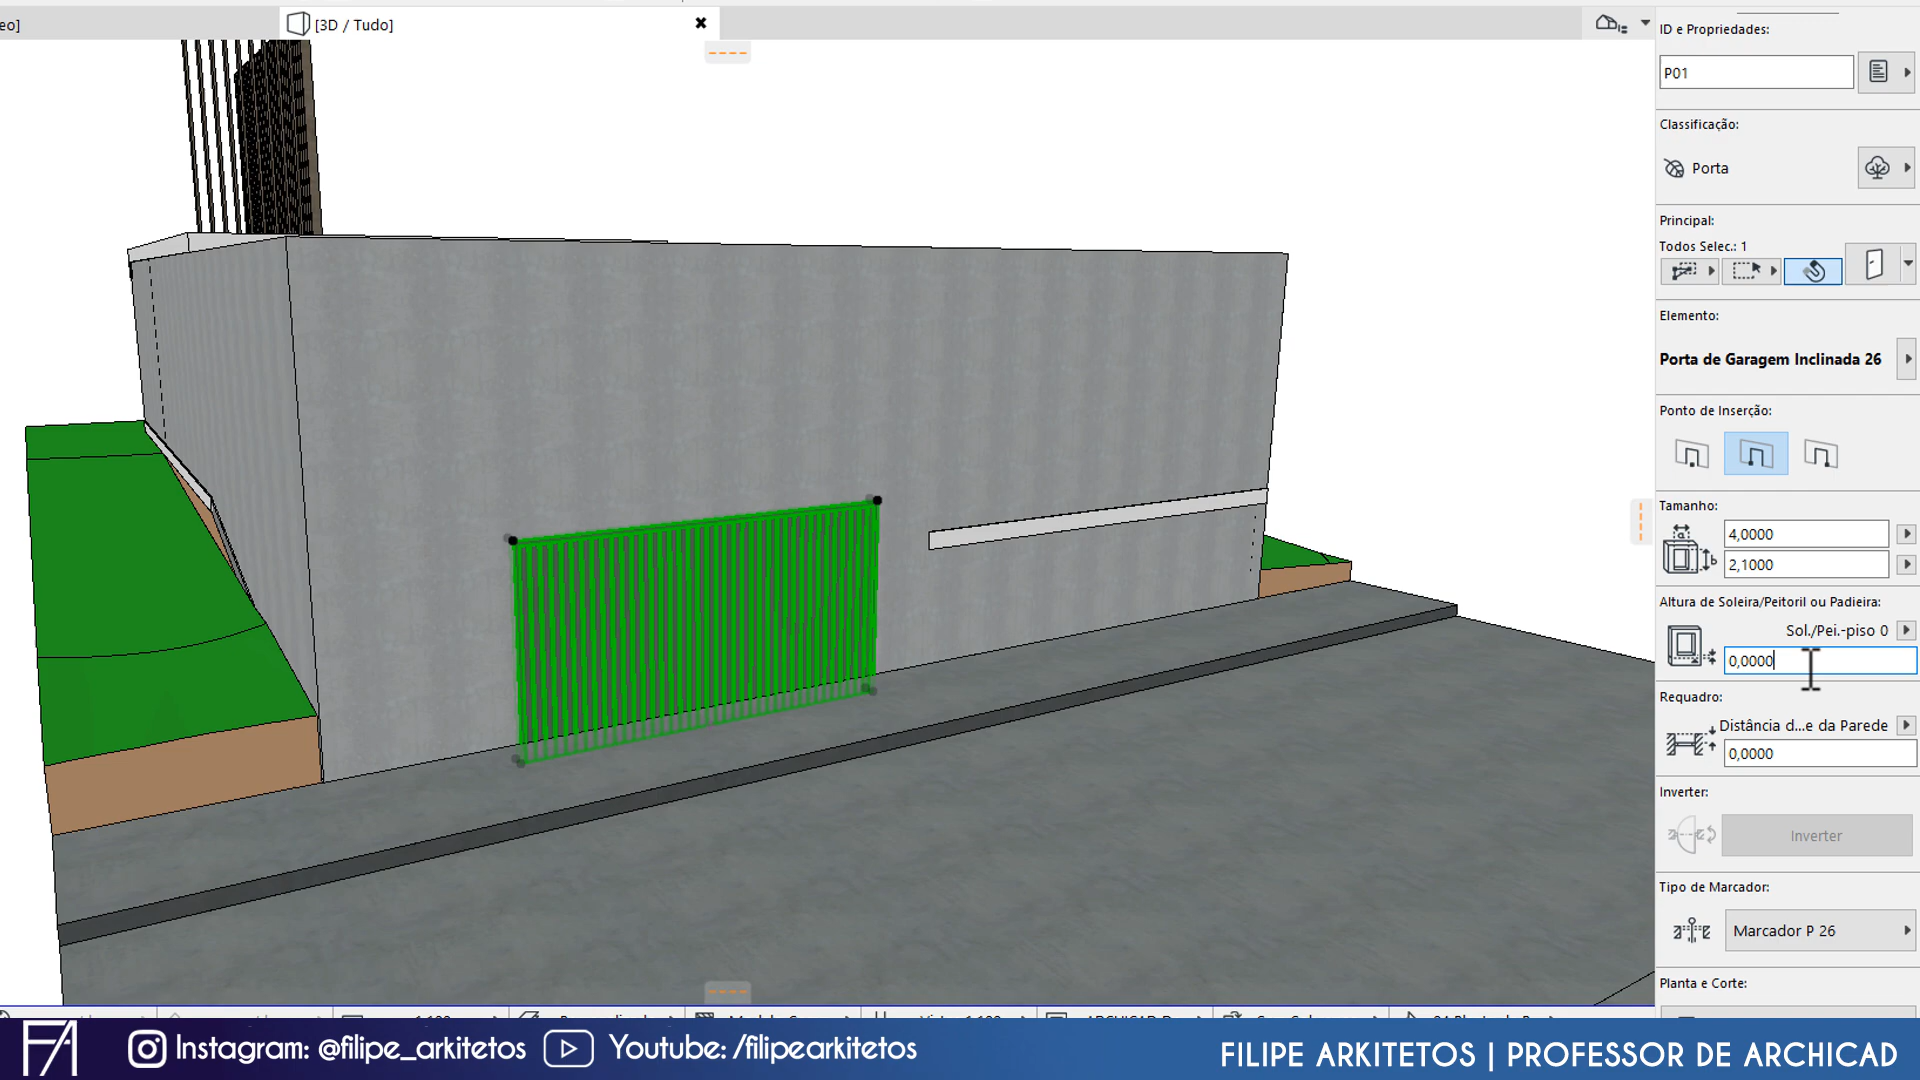 eo]
[3D / Tudo]
ID e Propriedades:
P01
Classificação:
Porta
Principal:
Todos Selec.: 1
Elemento:
Porta de Garagem Inclinada 26
Ponto de Inserção:
Tamanho:
4,0000
2,1000
Altura de Soleira/Peitoril ou Padieira:
Sol./Pei.-piso 0
0,0000
Requadro:
Distância d...e da Parede
0,0000
Inverter:
Inverter
Tipo de Marcador:
Marcador P 26
Planta e Corte:
FA
Instagram: @filipe_arkitetos
Youtube: /filipearkitetos
FILIPE ARKITETOS | PROFESSOR DE ARCHICAD